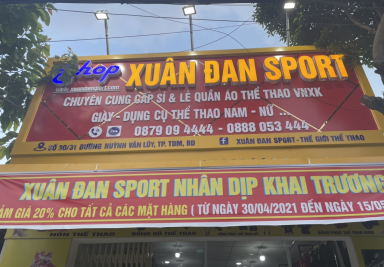 Shop XUÂN ĐAN SPORT
CHUYÊN CUNG CẤP SỈ & LẺ QUẦN ÁO THỂ THAO VNXK
GIÀY - DỤNG CỤ THỂ THAO NAM - NỮ ...
0879 09 4444 - 0888 053 444
SỐ 90/31 ĐƯỜNG HUỲNH VĂN LŨY, TP. TDM, BD
XUÂN ĐAN SPORT - THẾ GIỚI THỂ THAO
XUÂN ĐAN SPORT NHÂN DỊP KHAI TRƯƠNG
ẢM GIÁ 20% CHO TẤT CẢ CÁC MẶT HÀNG ( TỪ NGÀY 30/04/2021 ĐẾN NGÀY 15/05